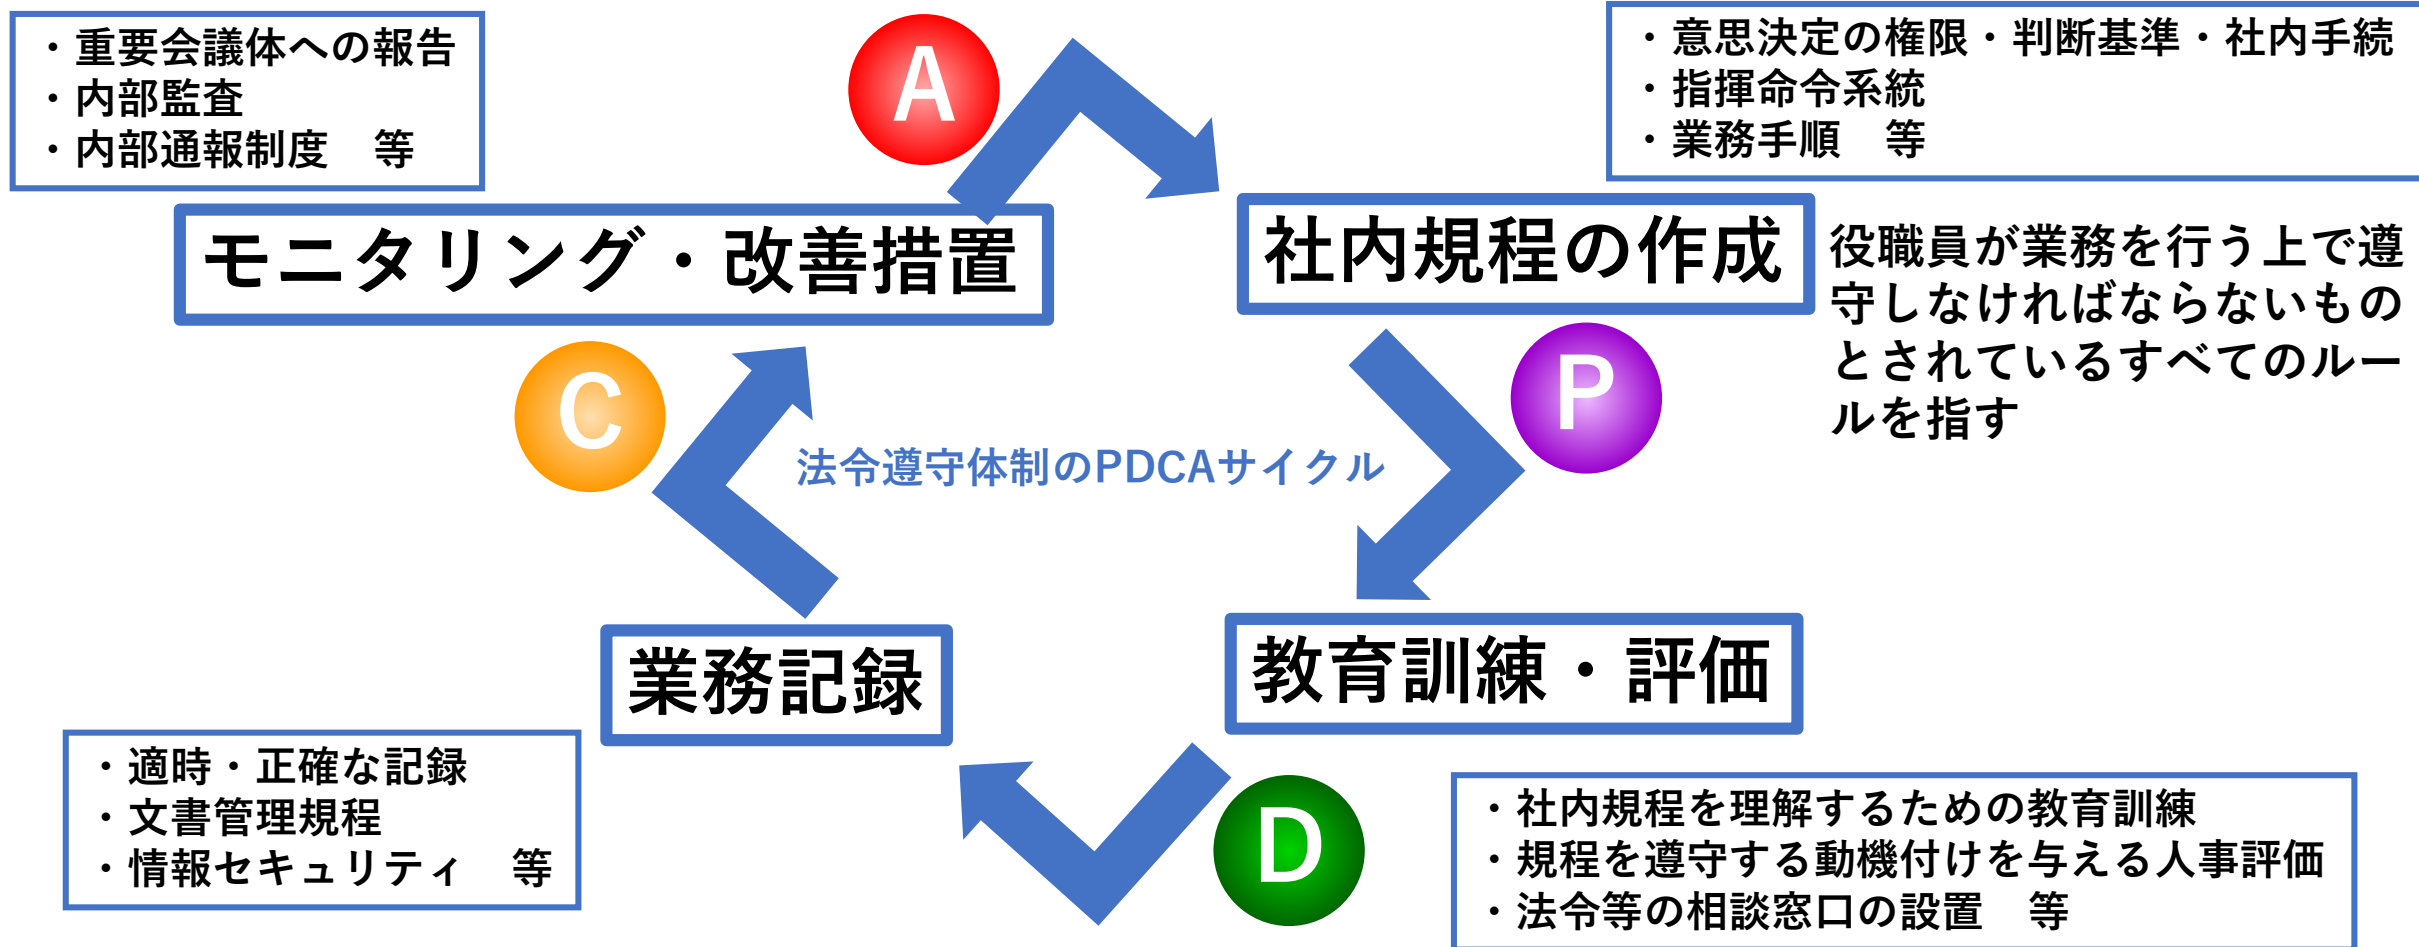 ・重要会議体への報告
・内部監査
・内部通報制度　等
A
・意思決定の権限・判断基準・社内手続
・指揮命令系統
・業務手順　等
モニタリング・改善措置
社内規程の作成
役職員が業務を行う上で遵
守しなければならないもの
とされているすべてのルー
ルを指す
C
P
法令遵守体制のPDCAサイクル
業務記録
教育訓練・評価
・適時・正確な記録
・文書管理規程
・情報セキュリティ　等
D
・社内規程を理解するための教育訓練
・規程を遵守する動機付けを与える人事評価
・法令等の相談窓口の設置　等